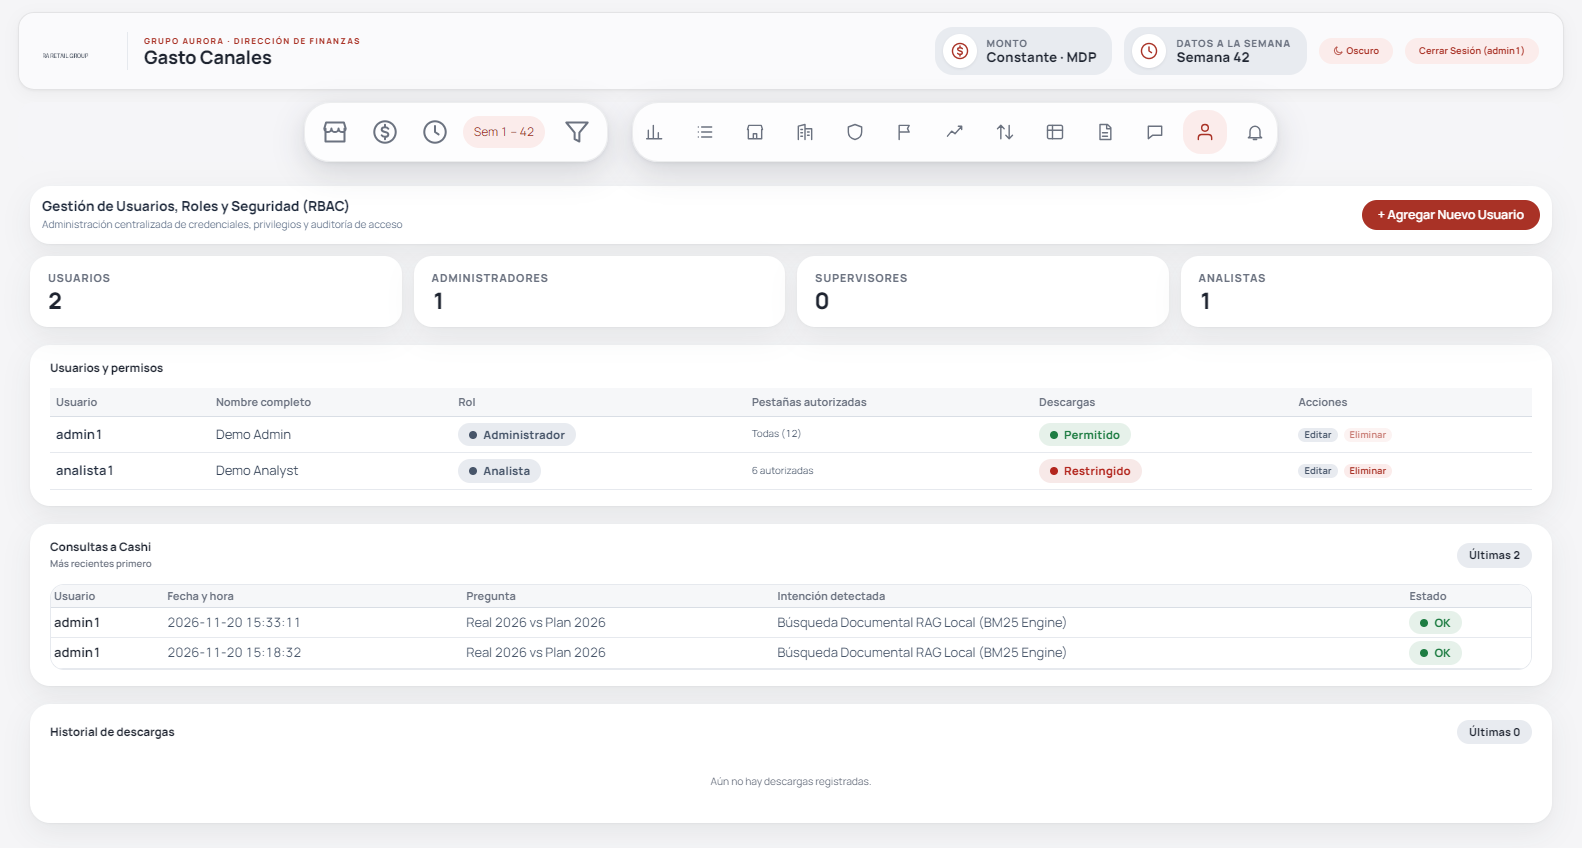 RETAIL GROUP
GRUPO AURORA · DIRECCIÓN DE FINANZAS
Gasto Canales
MONTO
Constante · MDP
DATOS A LA SEMANA
Semana 42
Oscuro
Cerrar Sesión (admin1)
Sem 1 – 42
Gestión de Usuarios, Roles y Seguridad (RBAC)
Administración centralizada de credenciales, privilegios y auditoría de acceso
+ Agregar Nuevo Usuario
USUARIOS
2
ADMINISTRADORES
1
SUPERVISORES
0
ANALISTAS
1
Usuarios y permisos
Usuario Nombre completo Rol Pestañas autorizadas Descargas Acciones
admin1 Demo Admin Administrador Todas (12) Permitido Editar Eliminar
analista1 Demo Analyst Analista 6 autorizadas Restringido Editar Eliminar
Consultas a Cashi
Más recientes primero
Últimas 2
Usuario Fecha y hora Pregunta Intención detectada Estado
admin1 2026-11-20 15:33:11 Real 2026 vs Plan 2026 Búsqueda Documental RAG Local (BM25 Engine) OK
admin1 2026-11-20 15:18:32 Real 2026 vs Plan 2026 Búsqueda Documental RAG Local (BM25 Engine) OK
Historial de descargas
Últimas 0
Aún no hay descargas registradas.